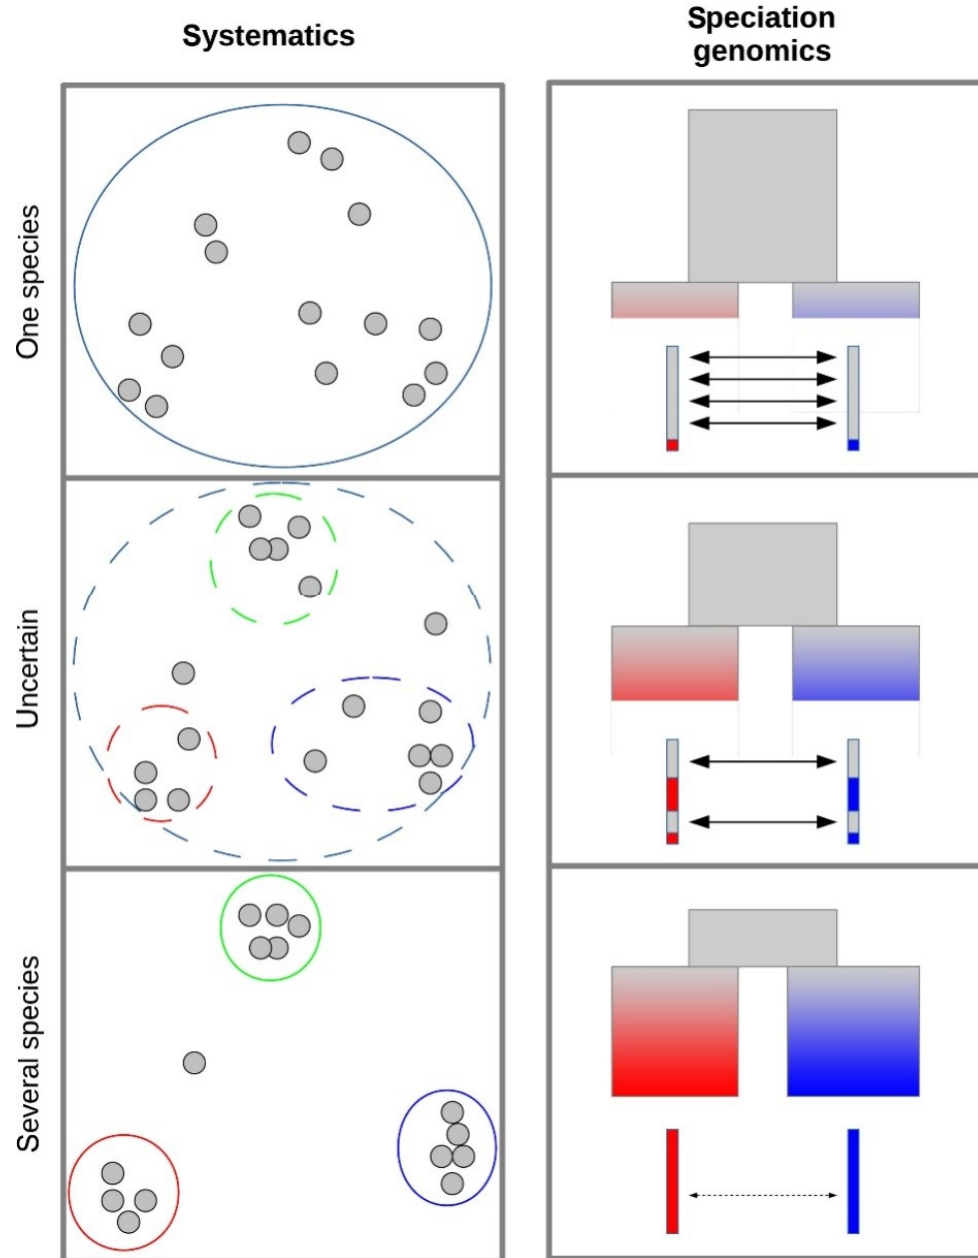 Systematics
Speciation
genomics
One species
Uncertain
Several species